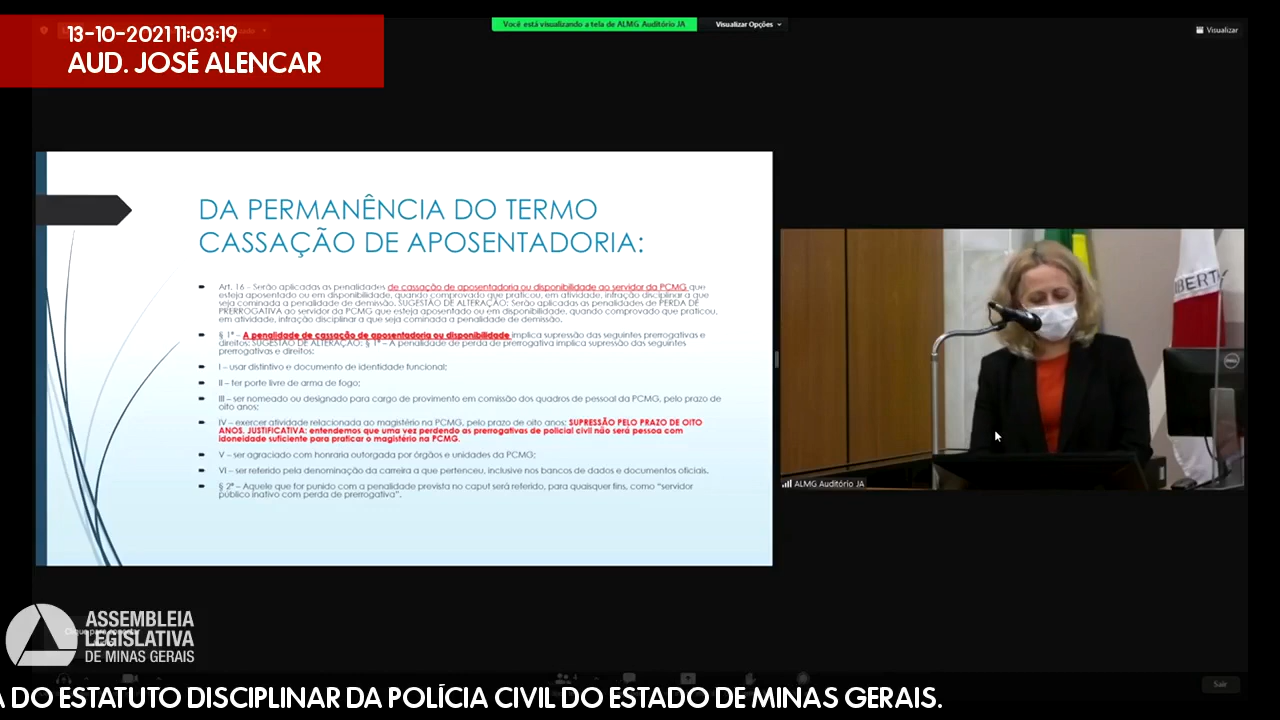 13-10-2021 11:03:19
AUD. JOSÉ ALENCAR
Você está visualizando a tela de ALMG Auditório JA
Visualizar Opções
Visualizar
DA PERMANÊNCIA DO TERMO
CASSAÇÃO DE APOSENTADORIA:
Art. 16 – Serão aplicadas as penalidades de cassação de aposentadoria ou disponibilidade ao servidor da PCMG que
esteja aposentado ou em disponibilidade, quando comprovado que praticou, em atividade, infração disciplinar a que
seja cominada a penalidade de demissão. SUGESTÃO DE ALTERAÇÃO: Serão aplicadas as penalidades de PERDA DE
PRERROGATIVA ao servidor da PCMG que esteja aposentado ou em disponibilidade, quando comprovado que praticou,
em atividade, infração disciplinar a que seja cominada a penalidade de demissão.
§ 1º – A penalidade de cassação de aposentadoria ou disponibilidade implica supressão das seguintes prerrogativas e
direitos: SUGESTÃO DE ALTERAÇÃO: § 1º – A penalidade de perda de prerrogativa implica supressão das seguintes
prerrogativas e direitos:
I – usar distintivo e documento de identidade funcional;
II – ter porte livre de arma de fogo;
III – ser nomeado ou designado para cargo de provimento em comissão dos quadros de pessoal da PCMG, pelo prazo de
oito anos;
IV – exercer atividade relacionada ao magistério na PCMG, pelo prazo de oito anos; SUPRESSÃO PELO PRAZO DE OITO
ANOS. JUSTIFICATIVA: entendemos que uma vez perdendo as prerrogativas de policial civil não será pessoa com
idoneidade suficiente para praticar o magistério na PCMG.
V – ser agraciado com honraria outorgada por órgãos e unidades da PCMG;
VI – ser referido pela denominação da carreira a que pertenceu, inclusive nos bancos de dados e documentos oficiais.
§ 2º – Aquele que for punido com a penalidade prevista no caput será referido, para quaisquer fins, como “servidor
público inativo com perda de prerrogativa”.
IBERT
DELL
ALMG Auditório JA
ASSEMBLEIA
LEGISLATIVA
DE MINAS GERAIS
Sair
A DO ESTATUTO DISCIPLINAR DA POLÍCIA CIVIL DO ESTADO DE MINAS GERAIS.